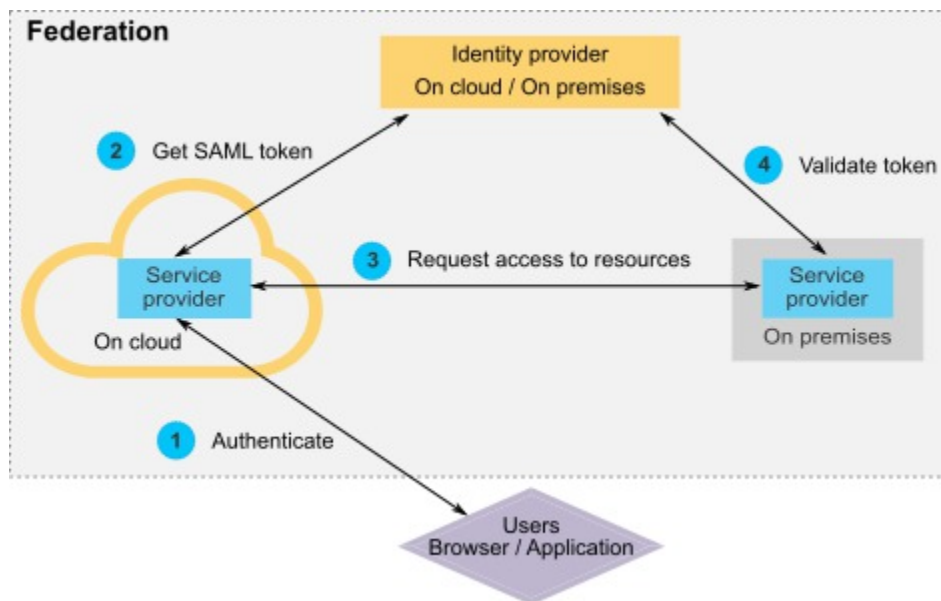 Federation
Identity provider
On cloud / On premises
2 Get SAML token
4 Validate token
3 Request access to resources
Service
provider
On cloud
Service
provider
On premises
1 Authenticate
Users
Browser / Application